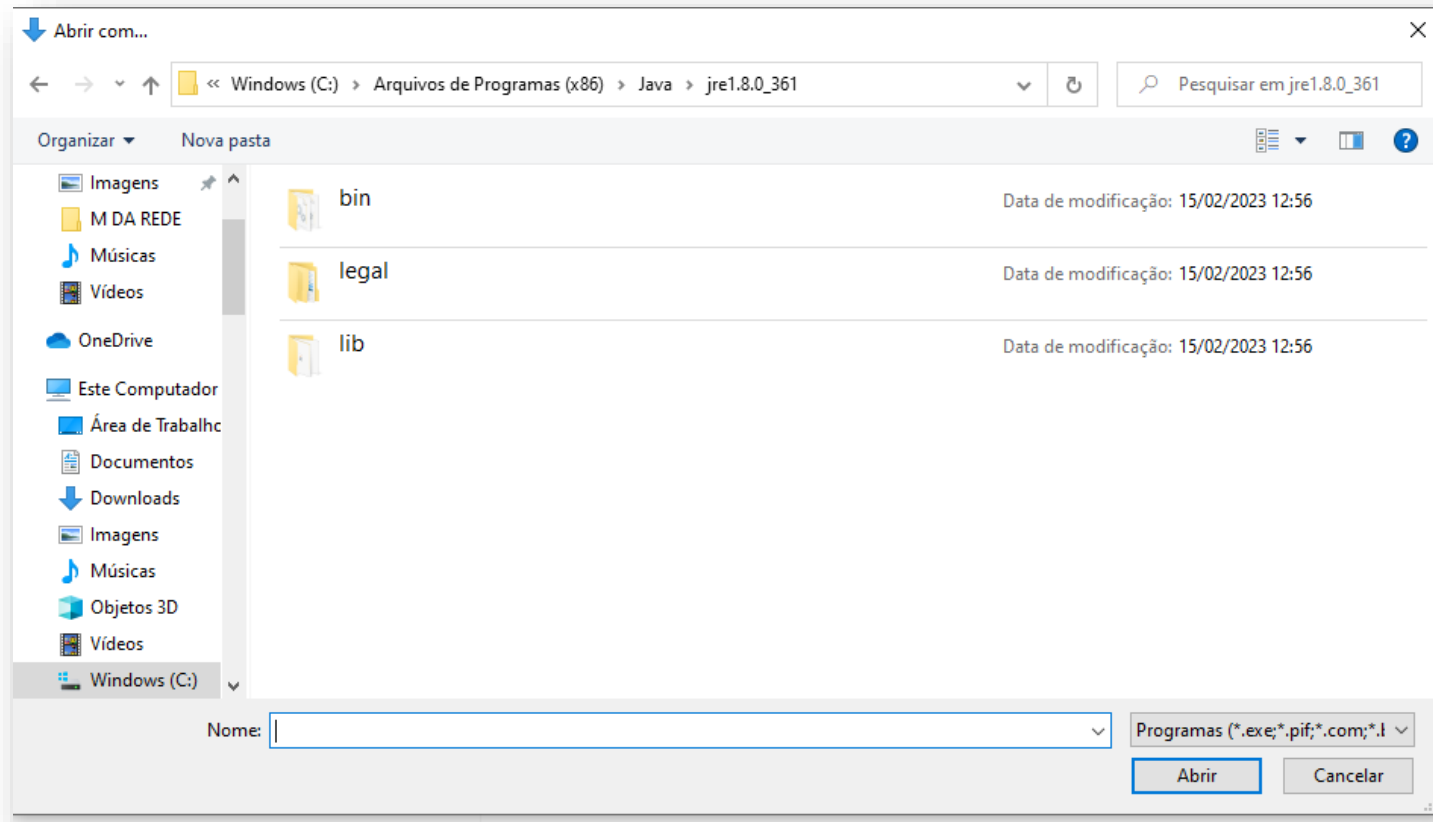 Abrir com...
« Windows (C:) › Arquivos de Programas (x86) › Java › jre1.8.0_361
Pesquisar em jre1.8.0_361
Organizar
Nova pasta
?
Imagens
M DA REDE
Músicas
Vídeos
OneDrive
Este Computador
Área de Trabalho
Documentos
Downloads
Imagens
Músicas
Objetos 3D
Vídeos
Windows (C:)
bin
Data de modificação: 15/02/2023 12:56
legal
Data de modificação: 15/02/2023 12:56
lib
Data de modificação: 15/02/2023 12:56
Nome:
Programas (*.exe;*.pif;*.com;*.b
Abrir
Cancelar